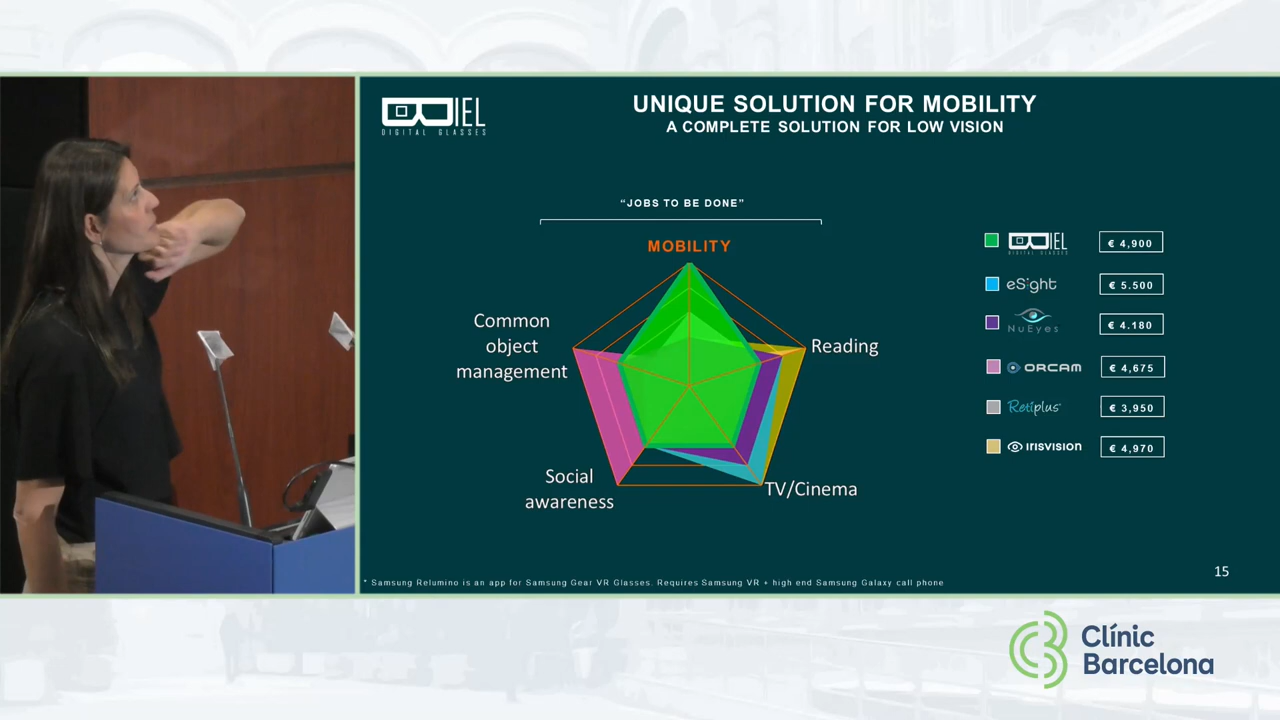 IEL
DIGITAL GLASSES
UNIQUE SOLUTION FOR MOBILITY
A COMPLETE SOLUTION FOR LOW VISION
“JOBS TO BE DONE”
MOBILITY
Common
object
management
Reading
Social
awareness
TV/Cinema
IEL
DIGITAL GLASSES
€ 4,900
eSight
€ 5.500
NuEyes
€ 4.180
ORCAM
€ 4,675
Retiplus
€ 3,950
IRISVISION
€ 4,970
* Samsung Relumino is an app for Samsung Gear VR Glasses. Requires Samsung VR + high end Samsung Galaxy call phone
15
Clínic
Barcelona